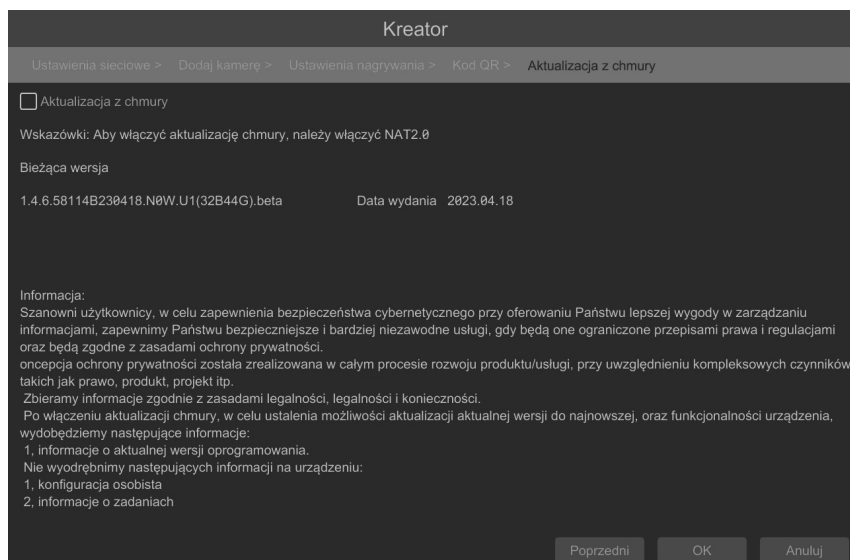 Kreator
Ustawienia sieciowe > Dodaj kamerę > Ustawienia nagrywania > Kod QR > Aktualizacja z chmury
Aktualizacja z chmury
Wskazówki: Aby włączyć aktualizację chmury, należy włączyć NAT2.0
Bieżąca wersja
1.4.6.58114B230418.N0W.U1(32B44G).beta Data wydania 2023.04.18
Informacja:
Szanowni użytkownicy, w celu zapewnienia bezpieczeństwa cybernetycznego przy oferowaniu Państwu lepszej wygody w zarządzaniu
informacjami, zapewnimy Państwu bezpieczniejsze i bardziej niezawodne usługi, gdy będą one ograniczone przepisami prawa i regulacjami
oraz będą zgodne z zasadami ochrony prywatności.
oncepcja ochrony prywatności została zrealizowana w całym procesie rozwoju produktu/usługi, przy uwzględnieniu kompleksowych czynników
takich jak prawo, produkt, projekt itp.
Zbieramy informacje zgodnie z zasadami legalności, legalności i konieczności.
Po włączeniu aktualizacji chmury, w celu ustalenia możliwości aktualizacji aktualnej wersji do najnowszej, oraz funkcjonalności urządzenia,
wydobędziemy następujące informacje:
1, informacje o aktualnej wersji oprogramowania.
Nie wyodrębnimy następujących informacji na urządzeniu:
1, konfiguracja osobista
2, informacje o zadaniach
Poprzedni OK Anuluj